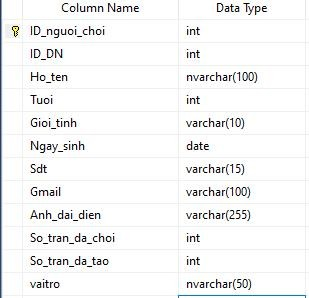 Column Name Data Type
ID_nguoi_choi int
ID_DN int
Ho_ten nvarchar(100)
Tuoi int
Gioi_tinh varchar(10)
Ngay_sinh date
Sdt varchar(15)
Gmail varchar(100)
Anh_dai_dien varchar(255)
So_tran_da_choi int
So_tran_da_tao int
vaitro nvarchar(50)